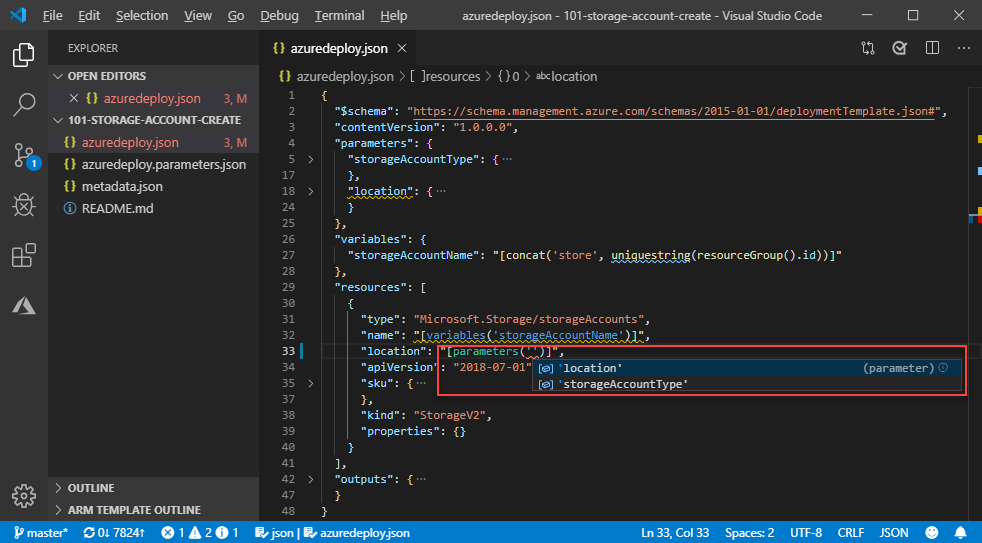 File Edit Selection View Go Debug Terminal Help azuredeploy.json - 101-storage-account-create - Visual Studio Code
EXPLORER
OPEN EDITORS
azuredeploy.json 3, M
101-STORAGE-ACCOUNT-CREATE
azuredeploy.json 3, M
azuredeploy.parameters.json
metadata.json
README.md
1
OUTLINE
ARM TEMPLATE OUTLINE
azuredeploy.json
azuredeploy.json > [ ]resources > {}0 > abclocation
1 {
2 "$schema": "https://schema.management.azure.com/schemas/2015-01-01/deploymentTemplate.json#",
3 "contentVersion": "1.0.0.0",
4 "parameters": {
5 "storageAccountType": {…
17 },
18 "location": {…
24 }
25 },
26 "variables": {
27 "storageAccountName": "[concat('store', uniquestring(resourceGroup().id))]"
28 },
29 "resources": [
30 {
31 "type": "Microsoft.Storage/storageAccounts",
32 "name": "[variables('storageAccountName')]",
33 "location": "[parameters('')]",
34 "apiVersion": "2018-07-01"
'location' (parameter)
'storageAccountType'
35 "sku": {…
37 },
38 "kind": "StorageV2",
39 "properties": {}
40 }
41 ],
42 "outputs": {…
47 }
48 }
master* 0↓ 7824↑ 1 2 1 json | azuredeploy.json Ln 33, Col 33 Spaces: 2 UTF-8 CRLF JSON